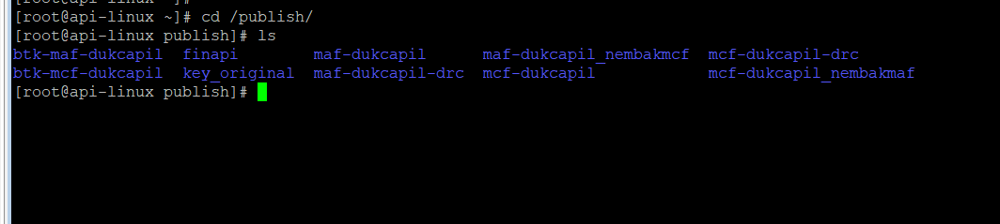 [root@api-linux ~]# cd /publish/
[root@api-linux publish]# ls
btk-maf-dukcapil  finapi        maf-dukcapil      maf-dukcapil_nembakmcf  mcf-dukcapil-drc
btk-mcf-dukcapil  key_original  maf-dukcapil-drc  mcf-dukcapil            mcf-dukcapil_nembakmaf
[root@api-linux publish]#